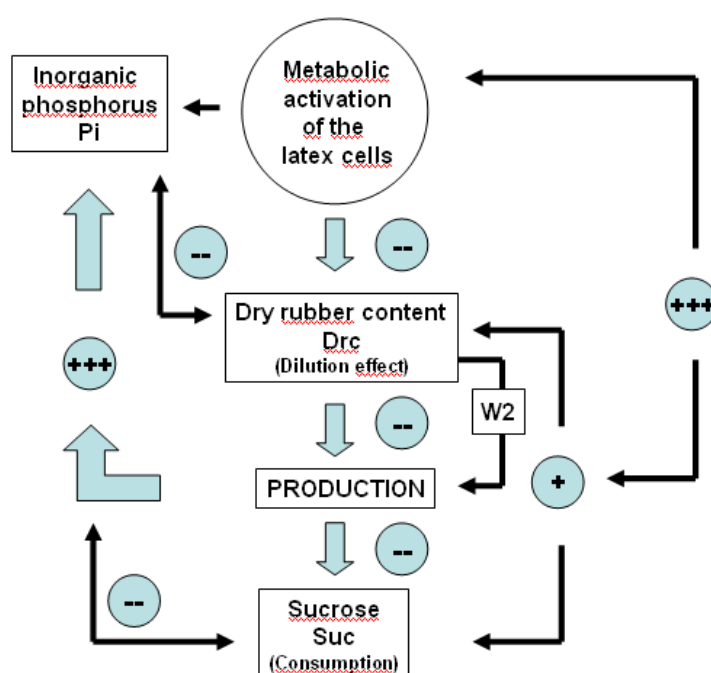 Inorganic
phosphorus
Pi
Metabolic
activation
of the
latex cells
--
--
Dry rubber content
Drc
(Dilution effect)
+++
+++
W2
--
PRODUCTION
+
--
--
Sucrose
Suc
(Consumption)